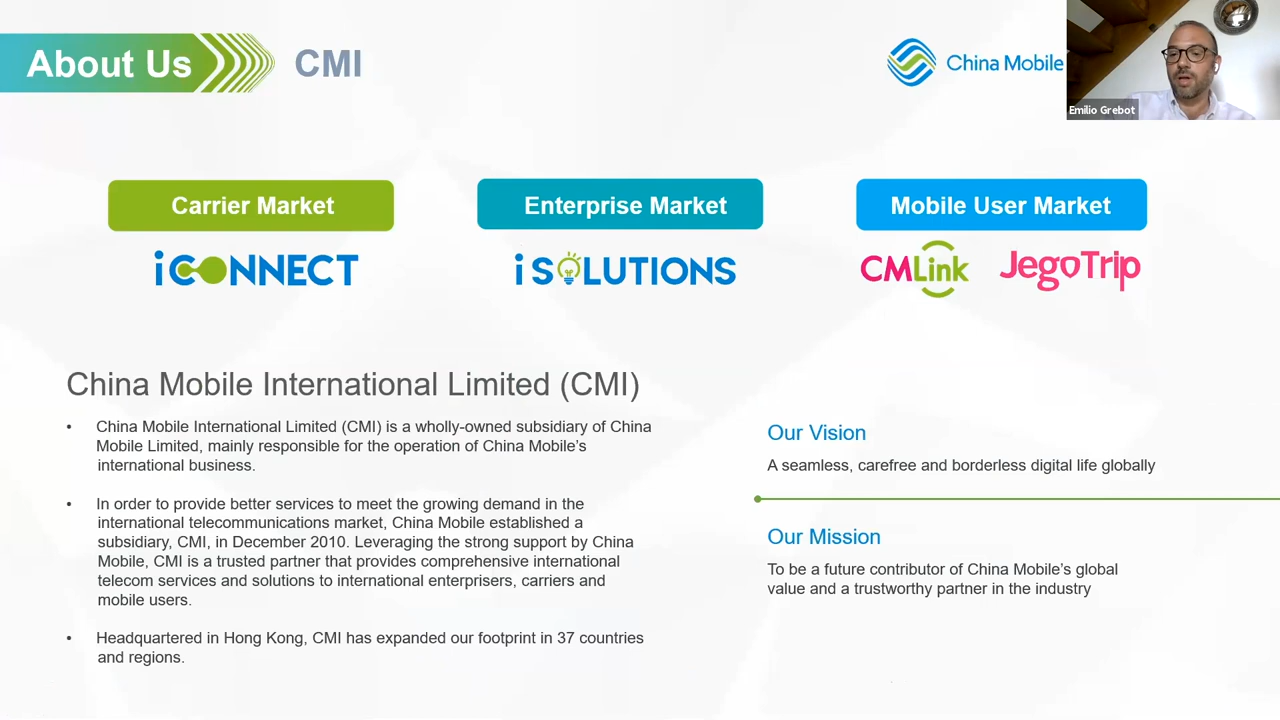 About Us
CMI
China Mobile
Emilio Grebot
Carrier Market
Enterprise Market
Mobile User Market
iCONNECT
iSOLUTIONS
CMLink
JegoTrip
China Mobile International Limited (CMI)
• China Mobile International Limited (CMI) is a wholly-owned subsidiary of China
Mobile Limited, mainly responsible for the operation of China Mobile’s
international business.
• In order to provide better services to meet the growing demand in the
international telecommunications market, China Mobile established a
subsidiary, CMI, in December 2010. Leveraging the strong support by China
Mobile, CMI is a trusted partner that provides comprehensive international
telecom services and solutions to international enterprisers, carriers and
mobile users.
• Headquartered in Hong Kong, CMI has expanded our footprint in 37 countries
and regions.
Our Vision
A seamless, carefree and borderless digital life globally
Our Mission
To be a future contributor of China Mobile’s global
value and a trustworthy partner in the industry